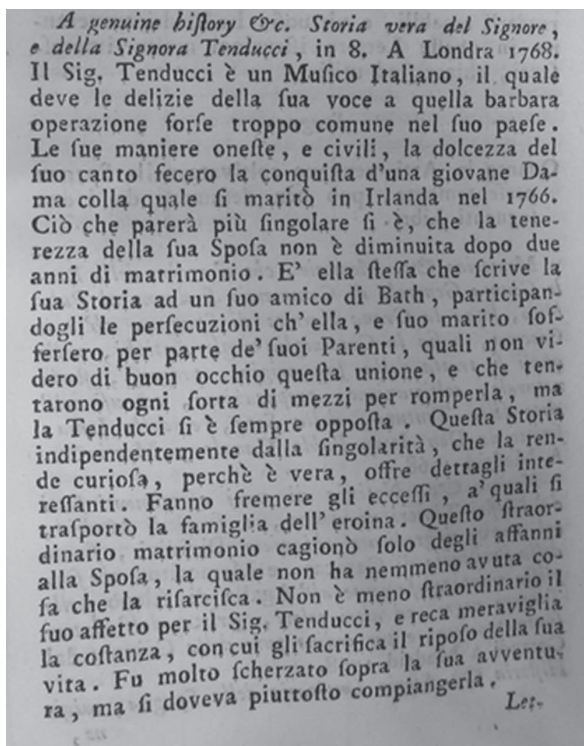 A genuine hiſtory &c. Storia vera del Signore,
e della Signora Tenducci, in 8. A Londra 1768.
Il Sig. Tenducci è un Muſico Italiano, il quale
deve le delizie della ſua voce a quella barbara
operazione forſe troppo comune nel ſuo paeſe.
Le ſue maniere oneſte, e civili, la dolcezza del
ſuo canto fecero la conquiſta d'una giovane Da-
ma colla quale ſi maritò in Irlanda nel 1766.
Ciò che parerà più ſingolare ſi è, che la tene-
rezza della ſua Spoſa non è diminuita dopo due
anni di matrimonio. E' ella ſteſſa che ſcrive la
ſua Storia ad un ſuo amico di Bath, participan-
dogli le perſecuzioni ch'ella, e ſuo marito ſof-
ferſero per parte de' ſuoi Parenti, quali non vi-
dero di buon occhio queſta unione, e che ten-
tarono ogni ſorta di mezzi per romperla, ma
la Tenducci ſi è ſempre oppoſta. Queſta Storia
indipendentemente dalla ſingolarità, che la ren-
de curioſa, perchè è vera, offre dettagli inte-
reſſanti. Fanno fremere gli ecceſſi, a' quali ſi
traſportò la famiglia dell'eroina. Queſto ſtraor-
dinario matrimonio cagionò ſolo degli affanni
alla Spoſa, la quale non ha nemmeno avuta co-
ſa che la riſarciſca. Non è meno ſtraordinario il
ſuo affetto per il Sig. Tenducci, e reca meraviglia
la coſtanza, con cui gli ſacrifica il ripoſo della ſua
vita. Fu molto ſcherzato ſopra la ſua avventu-
ra, ma ſi doveva piuttoſto compiangerla.
Let-